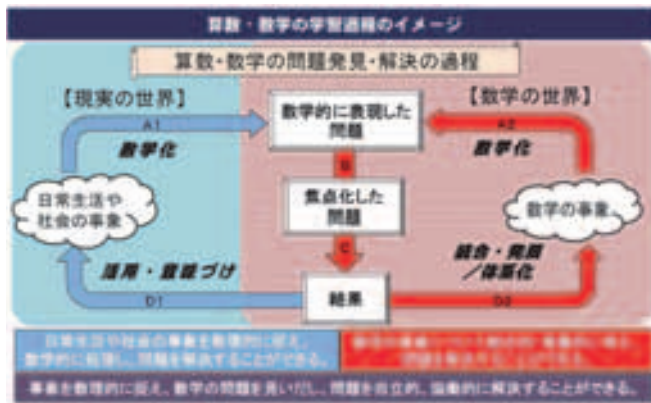 算数・数学の学習過程のイメージ
算数・数学の問題発見・解決の過程
【現実の世界】
【数学の世界】
A1
数学化
数学的に表現した
問題
A2
数学化
B
日常生活や
社会の事象
焦点化した
問題
数学の事象
C
活用・意味づけ
統合・発展
/体系化
D1
結果
D2
日常生活や社会の事象を数理的に捉え、
数学的に処理し、問題を解決することができる。
事象を数理的に捉え、数学の問題を見いだし、問題を自立的、協働的に解決することができる。